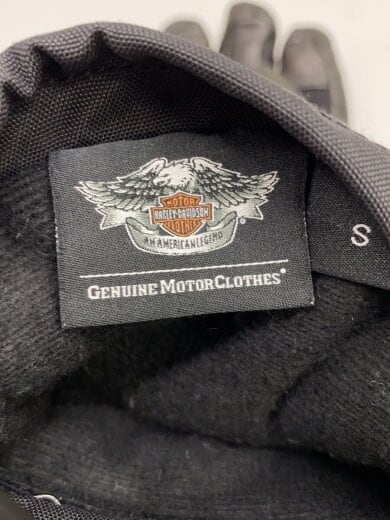 MOTOR
HARLEY-DAVIDSON
CLOTHES
AN AMERICAN LEGEND
GENUINE MOTORCLOTHES®
S